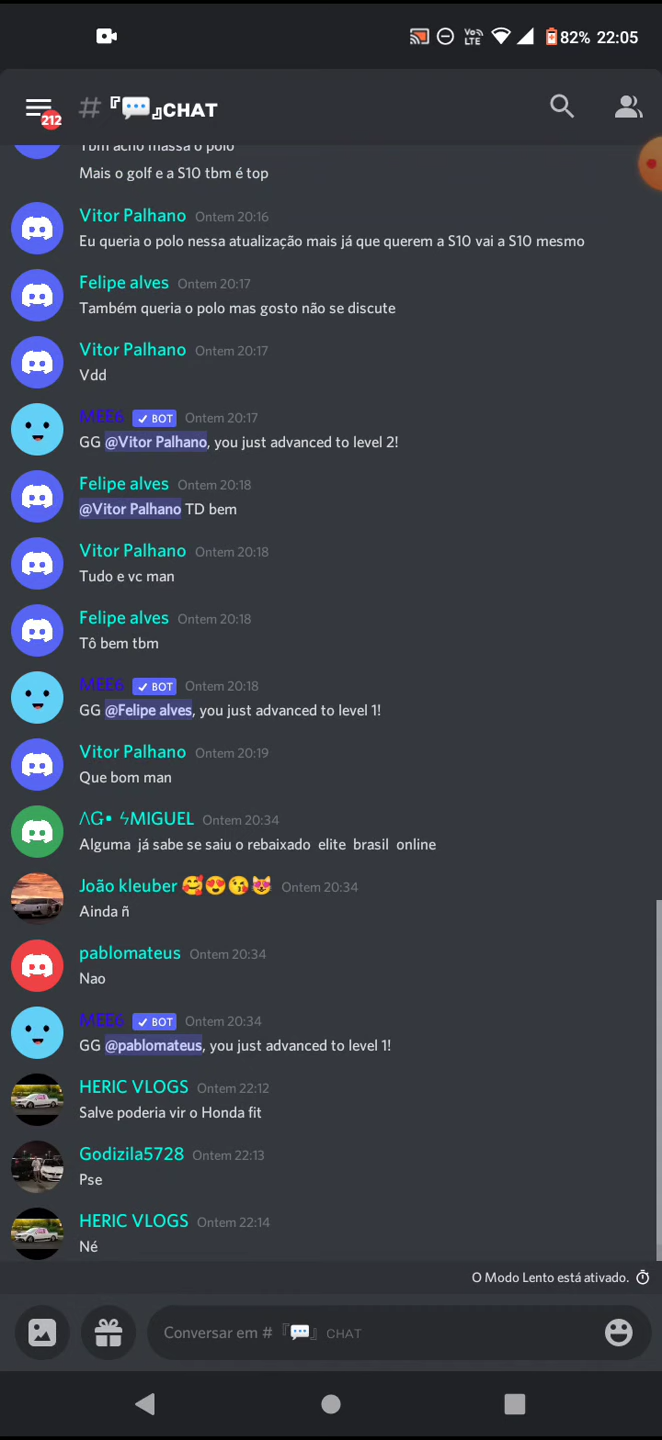 VoLTE 82% 22:05
212 # 『💬』CHAT
Tbm acho massa o polo
Mais o golf e a S10 tbm é top
Vitor Palhano Ontem 20:16
Eu queria o polo nessa atualização mais já que querem a S10 vai a S10 mesmo
Felipe alves Ontem 20:17
Também queria o polo mas gosto não se discute
Vitor Palhano Ontem 20:17
Vdd
MEE6 ✓ BOT Ontem 20:17
GG @Vitor Palhano, you just advanced to level 2!
Felipe alves Ontem 20:18
@Vitor Palhano TD bem
Vitor Palhano Ontem 20:18
Tudo e vc man
Felipe alves Ontem 20:18
Tô bem tbm
MEE6 ✓ BOT Ontem 20:18
GG @Felipe alves, you just advanced to level 1!
Vitor Palhano Ontem 20:19
Que bom man
ΛG• ϟMIGUEL Ontem 20:34
Alguma já sabe se saiu o rebaixado elite brasil online
João kleuber 🥰😍😘😻 Ontem 20:34
Ainda ñ
pablomateus Ontem 20:34
Nao
MEE6 ✓ BOT Ontem 20:34
GG @pablomateus, you just advanced to level 1!
HERIC VLOGS Ontem 22:12
Salve poderia vir o Honda fit
Godizila5728 Ontem 22:13
Pse
HERIC VLOGS Ontem 22:14
Né
O Modo Lento está ativado.
Conversar em # 『💬』 CHAT